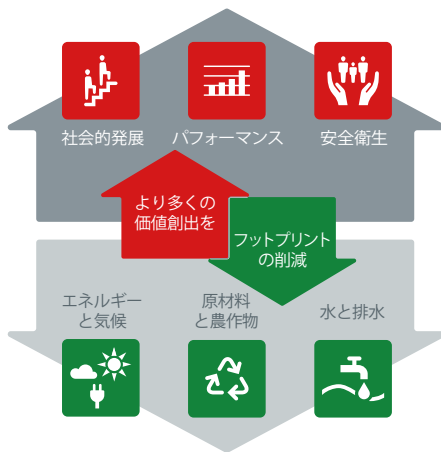 社会的発展
パフォーマンス
安全衛生
より多くの
価値創出を
フットプリント
の削減
エネルギー
と気候
原材料
と農作物
水と排水